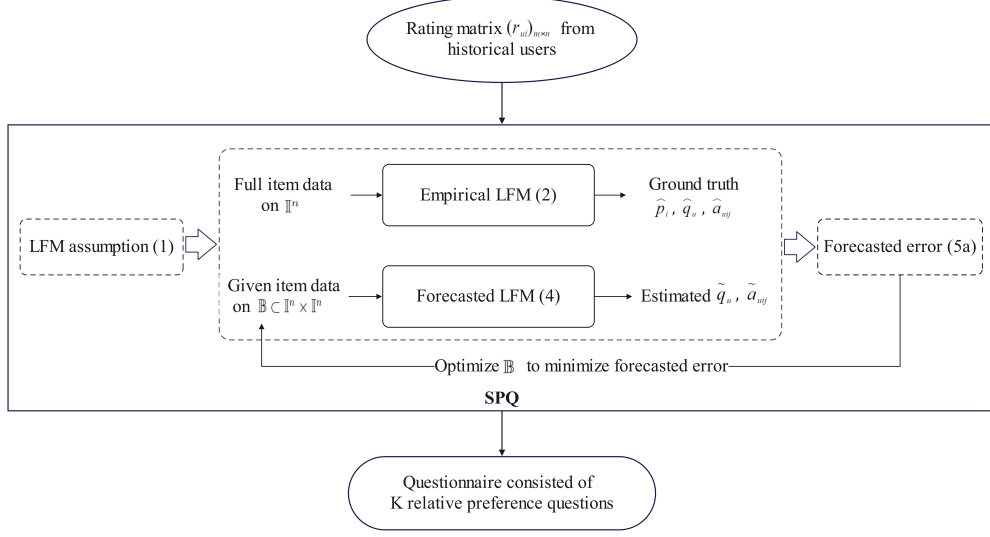 Rating matrix (r_ui)_m×n from
historical users
Full item data
on 𝕀^n
Empirical LFM (2)
Ground truth
p̂_i , q̂_u , â_uij
LFM assumption (1)
Forecasted error (5a)
Given item data
on 𝔹 ⊂ 𝕀^n × 𝕀^n
Forecasted LFM (4)
Estimated q̃_u , ã_uij
Optimize 𝔹 to minimize forecasted error
SPQ
Questionnaire consisted of
K relative preference questions